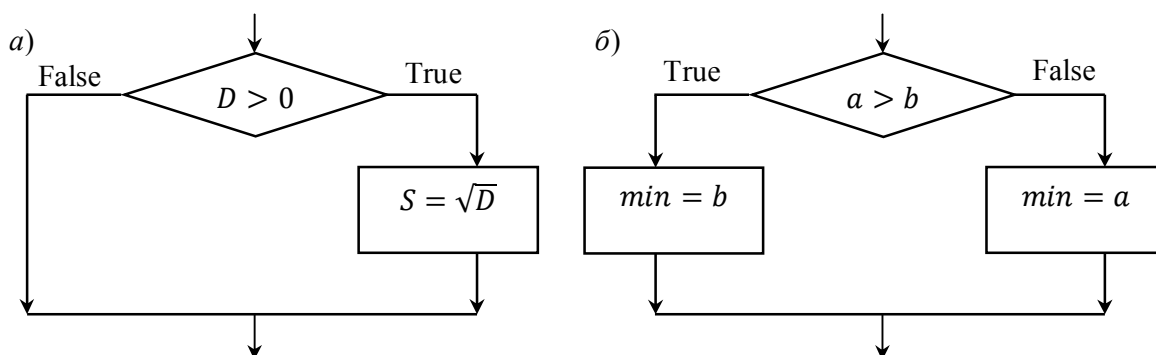 а)
False
True
D > 0
S = √D
б)
True
False
a > b
min = b
min = a